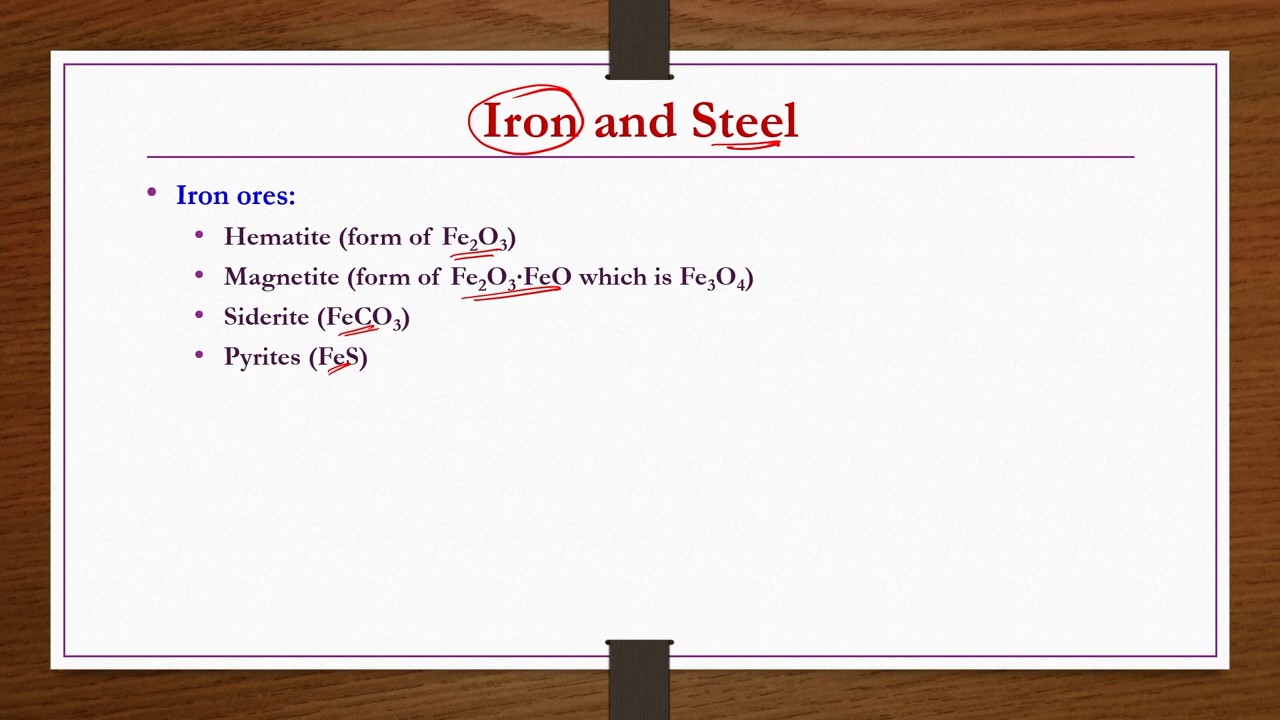 Iron and Steel
• Iron ores:
• Hematite (form of Fe₂O₃)
• Magnetite (form of Fe₂O₃·FeO which is Fe₃O₄)
• Siderite (FeCO₃)
• Pyrites (FeS)